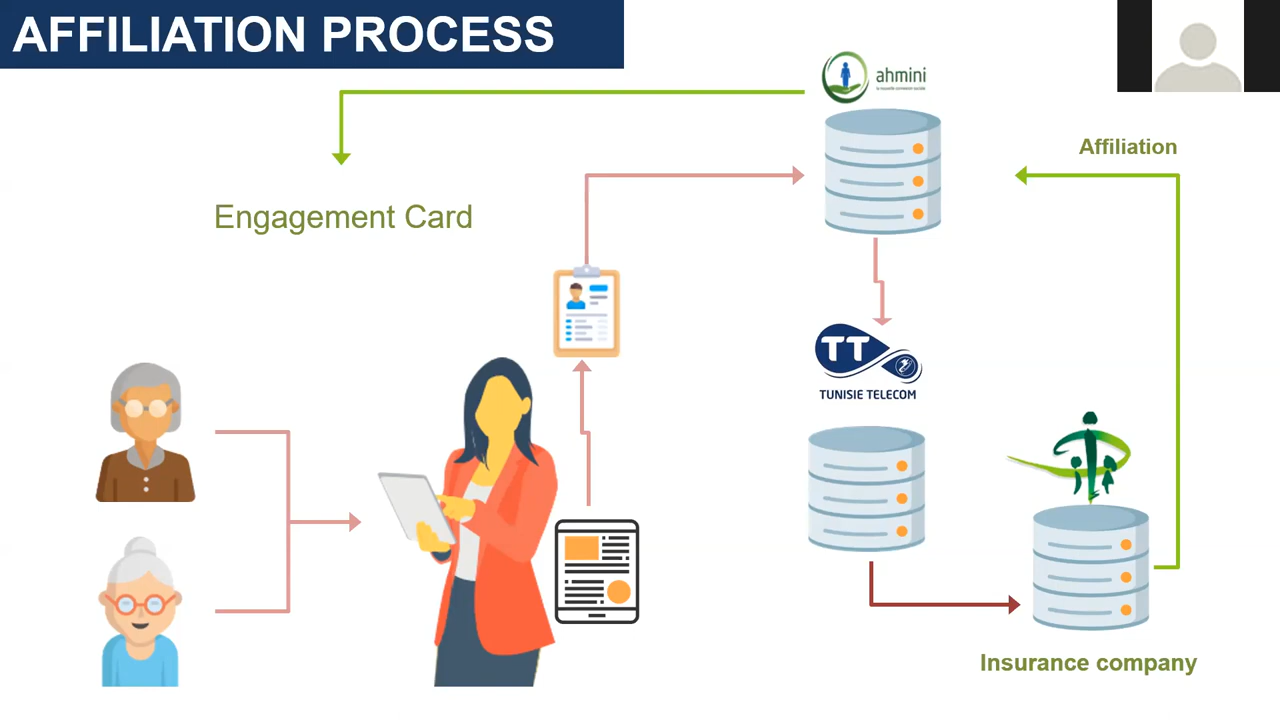 AFFILIATION PROCESS
ahmini
Affiliation
Engagement Card
TT
TUNISIE TELECOM
Insurance company